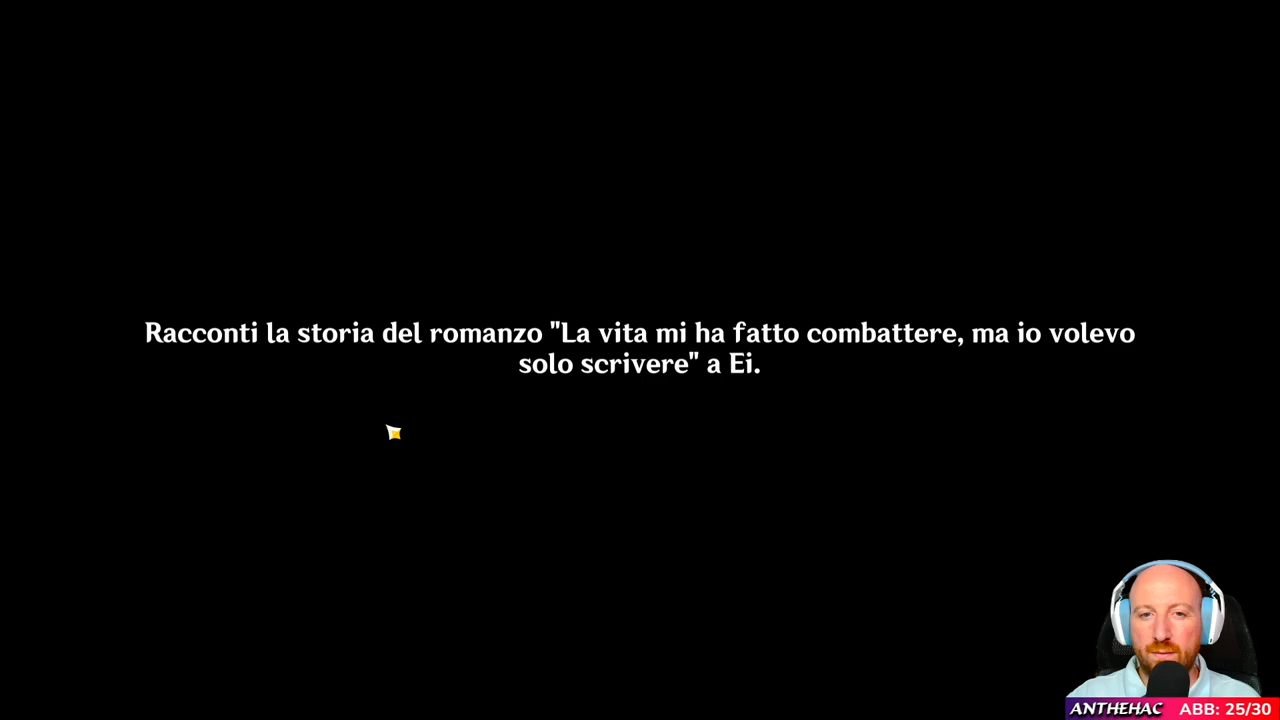 Racconti la storia del romanzo "La vita mi ha fatto combattere, ma io volevo
solo scrivere" a Ei.
ANTHEHAC ABB: 25/30